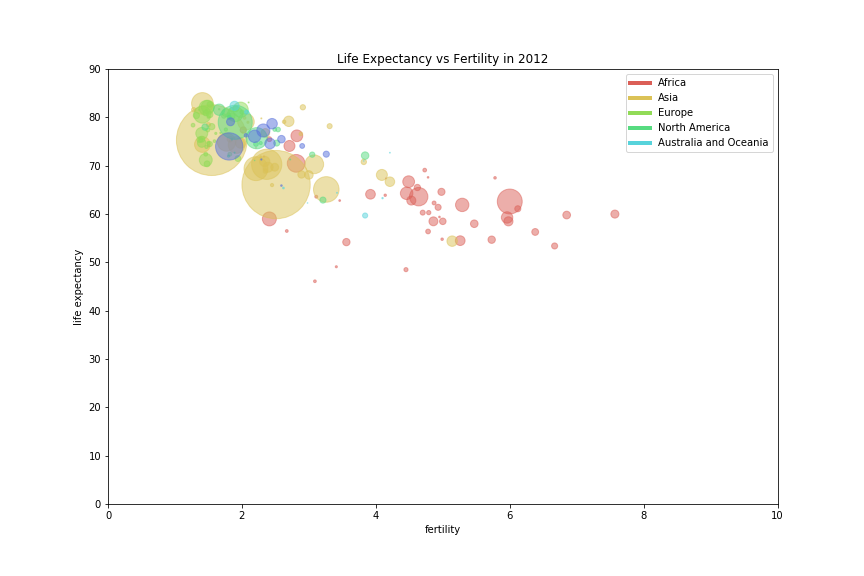 Life Expectancy vs Fertility in 2012
90
80
70
60
50
40
30
20
10
0
life expectancy
0 2 4 6 8 10
fertility
Africa
Asia
Europe
North America
Australia and Oceania